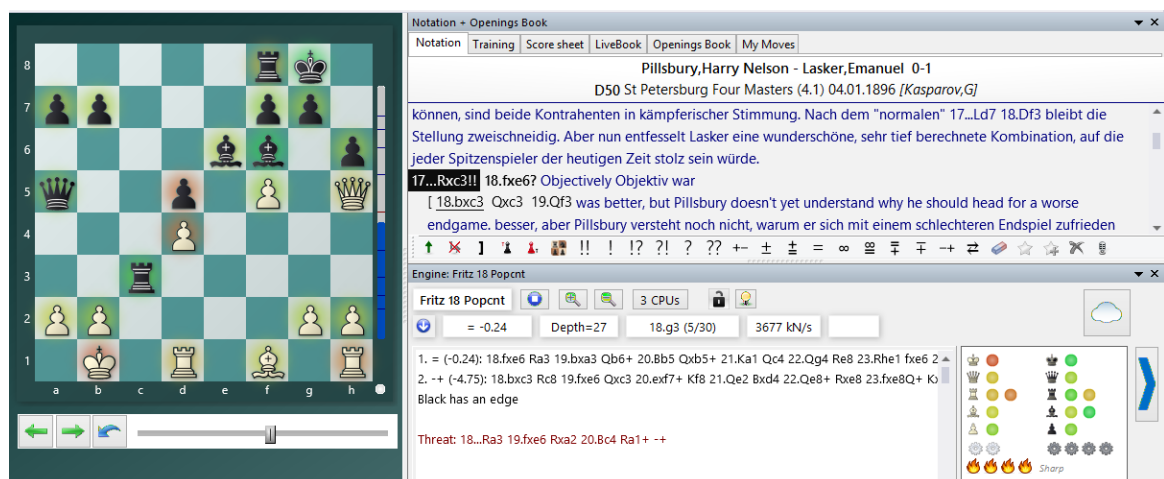 Notation + Openings Book
Notation Training Score sheet LiveBook Openings Book My Moves
Pillsbury,Harry Nelson - Lasker,Emanuel 0-1
D50 St Petersburg Four Masters (4.1) 04.01.1896 [Kasparov,G]
können, sind beide Kontrahenten in kämpferischer Stimmung. Nach dem "normalen" 17...Ld7 18.Df3 bleibt die
Stellung zweischneidig. Aber nun entfesselt Lasker eine wunderschöne, sehr tief berechnete Kombination, auf die
jeder Spitzenspieler der heutigen Zeit stolz sein würde.
17...Rxc3!! 18.fxe6? Objectively Objektiv war
[ 18.bxc3 Qxc3 19.Qf3 was better, but Pillsbury doesn't yet understand why he should head for a worse
endgame. besser, aber Pillsbury versteht noch nicht, warum er sich mit einem schlechteren Endspiel zufrieden
] !! ! !? ?! ? ?? +− ± ⩲ = ∞ ⯹ ⩱ ∓ −+ ⇄
Engine: Fritz 18 Popcnt
Fritz 18 Popcnt 3 CPUs
= -0.24 Depth=27 18.g3 (5/30) 3677 kN/s
1. = (-0.24): 18.fxe6 Ra3 19.bxa3 Qb6+ 20.Bb5 Qxb5+ 21.Ka1 Qc4 22.Qg4 Re8 23.Rhe1 fxe6 2
2. -+ (-4.75): 18.bxc3 Rc8 19.fxe6 Qxc3 20.exf7+ Kf8 21.Qe2 Bxd4 22.Qe8+ Rxe8 23.fxe8Q+
Black has an edge
Threat: 18...Ra3 19.fxe6 Rxa2 20.Bc4 Ra1+ -+
Sharp
8
7
6
5
4
3
2
1
a b c d e f g h